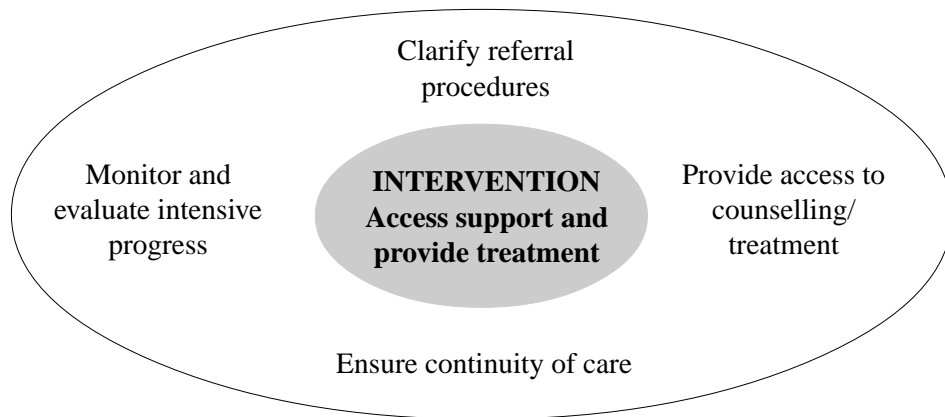 Clarify referral
procedures
Monitor and
evaluate intensive
progress
INTERVENTION
Access support and
provide treatment
Provide access to
counselling/
treatment
Ensure continuity of care